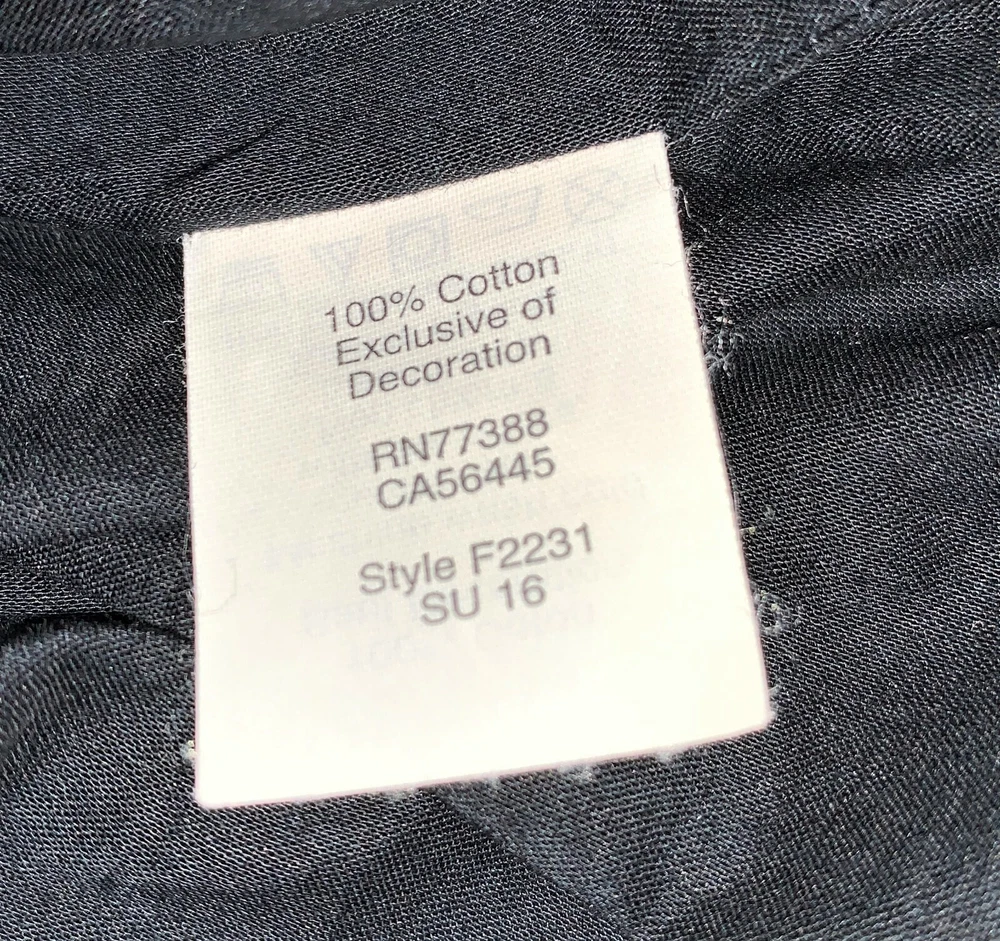 100% Cotton
Exclusive of
Decoration
RN77388
CA56445
Style F2231
SU 16